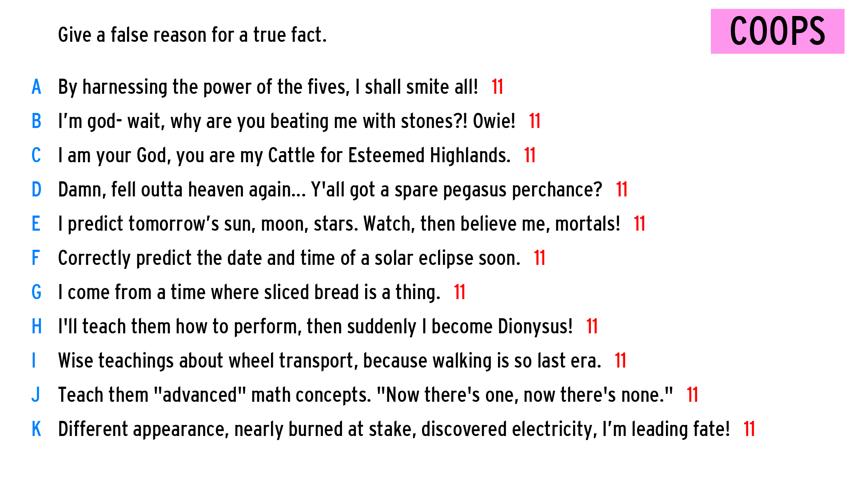 Give a false reason for a true fact.
COOPS
A By harnessing the power of the fives, I shall smite all! 11
B I'm god- wait, why are you beating me with stones?! Owie! 11
C I am your God, you are my Cattle for Esteemed Highlands. 11
D Damn, fell outta heaven again... Y'all got a spare pegasus perchance? 11
E I predict tomorrow's sun, moon, stars. Watch, then believe me, mortals! 11
F Correctly predict the date and time of a solar eclipse soon. 11
G I come from a time where sliced bread is a thing. 11
H I'll teach them how to perform, then suddenly I become Dionysus! 11
I Wise teachings about wheel transport, because walking is so last era. 11
J Teach them "advanced" math concepts. "Now there's one, now there's none." 11
K Different appearance, nearly burned at stake, discovered electricity, I'm leading fate! 11